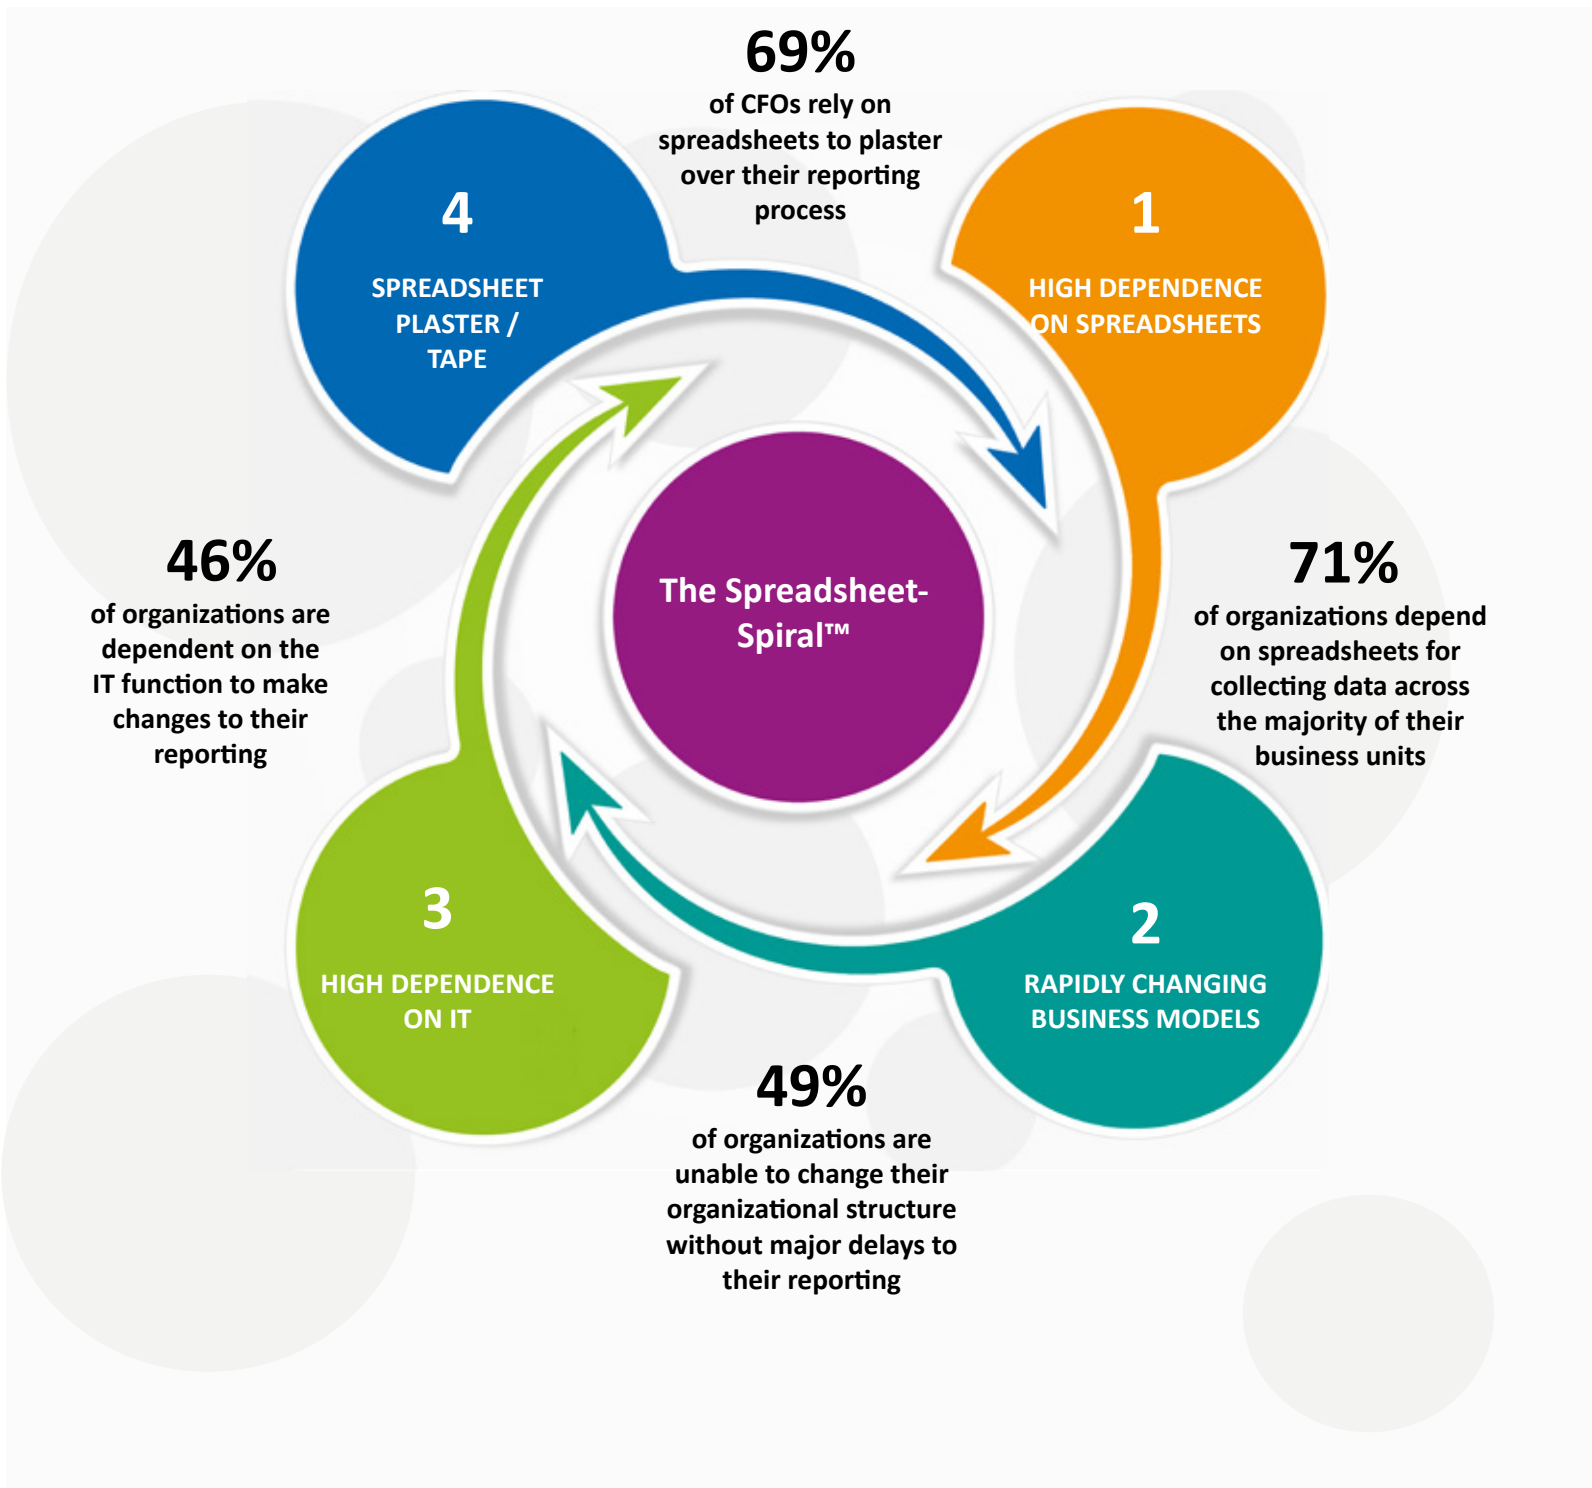 69%
of CFOs rely on
spreadsheets to plaster
over their reporting
process
4
SPREADSHEET
PLASTER /
TAPE
1
HIGH DEPENDENCE
ON SPREADSHEETS
46%
of organizations are
dependent on the
IT function to make
changes to their
reporting
The Spreadsheet-
Spiral™
71%
of organizations depend
on spreadsheets for
collecting data across
the majority of their
business units
3
HIGH DEPENDENCE
ON IT
2
RAPIDLY CHANGING
BUSINESS MODELS
49%
of organizations are
unable to change their
organizational structure
without major delays to
their reporting